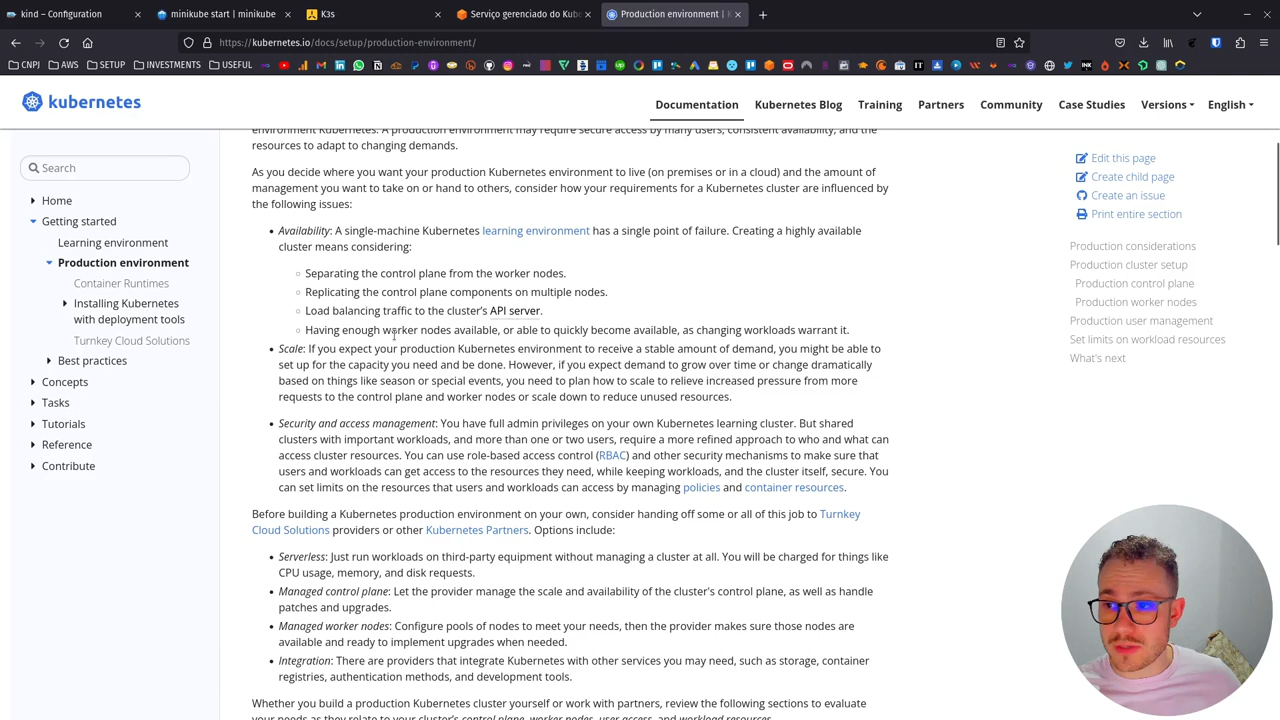 kind – Configuration
minikube start | minikube
K3s
Serviço gerenciado do Kube
Production environment | K
https://kubernetes.io/docs/setup/production-environment/
CNPJ
AWS
SETUP
INVESTMENTS
USEFUL
kubernetes
Documentation
Kubernetes Blog
Training
Partners
Community
Case Studies
Versions
English
Search
Home
Getting started
Learning environment
Production environment
Container Runtimes
Installing Kubernetes
with deployment tools
Turnkey Cloud Solutions
Best practices
Concepts
Tasks
Tutorials
Reference
Contribute
environment Kubernetes. A production environment may require secure access by many users, consistent availability, and the
resources to adapt to changing demands.
As you decide where you want your production Kubernetes environment to live (on premises or in a cloud) and the amount of
management you want to take on or hand to others, consider how your requirements for a Kubernetes cluster are influenced by
the following issues:
Availability: A single-machine Kubernetes learning environment has a single point of failure. Creating a highly available
cluster means considering:
Separating the control plane from the worker nodes.
Replicating the control plane components on multiple nodes.
Load balancing traffic to the cluster's API server.
Having enough worker nodes available, or able to quickly become available, as changing workloads warrant it.
Scale: If you expect your production Kubernetes environment to receive a stable amount of demand, you might be able to
set up for the capacity you need and be done. However, if you expect demand to grow over time or change dramatically
based on things like season or special events, you need to plan how to scale to relieve increased pressure from more
requests to the control plane and worker nodes or scale down to reduce unused resources.
Security and access management: You have full admin privileges on your own Kubernetes learning cluster. But shared
clusters with important workloads, and more than one or two users, require a more refined approach to who and what can
access cluster resources. You can use role-based access control (RBAC) and other security mechanisms to make sure that
users and workloads can get access to the resources they need, while keeping workloads, and the cluster itself, secure. You
can set limits on the resources that users and workloads can access by managing policies and container resources.
Before building a Kubernetes production environment on your own, consider handing off some or all of this job to Turnkey
Cloud Solutions providers or other Kubernetes Partners. Options include:
Serverless: Just run workloads on third-party equipment without managing a cluster at all. You will be charged for things like
CPU usage, memory, and disk requests.
Managed control plane: Let the provider manage the scale and availability of the cluster's control plane, as well as handle
patches and upgrades.
Managed worker nodes: Configure pools of nodes to meet your needs, then the provider makes sure those nodes are
available and ready to implement upgrades when needed.
Integration: There are providers that integrate Kubernetes with other services you may need, such as storage, container
registries, authentication methods, and development tools.
Whether you build a production Kubernetes cluster yourself or work with partners, review the following sections to evaluate
your needs as they relate to your cluster's control plane, worker nodes, user access, and workload resources.
Edit this page
Create child page
Create an issue
Print entire section
Production considerations
Production cluster setup
Production control plane
Production worker nodes
Production user management
Set limits on workload resources
What's next